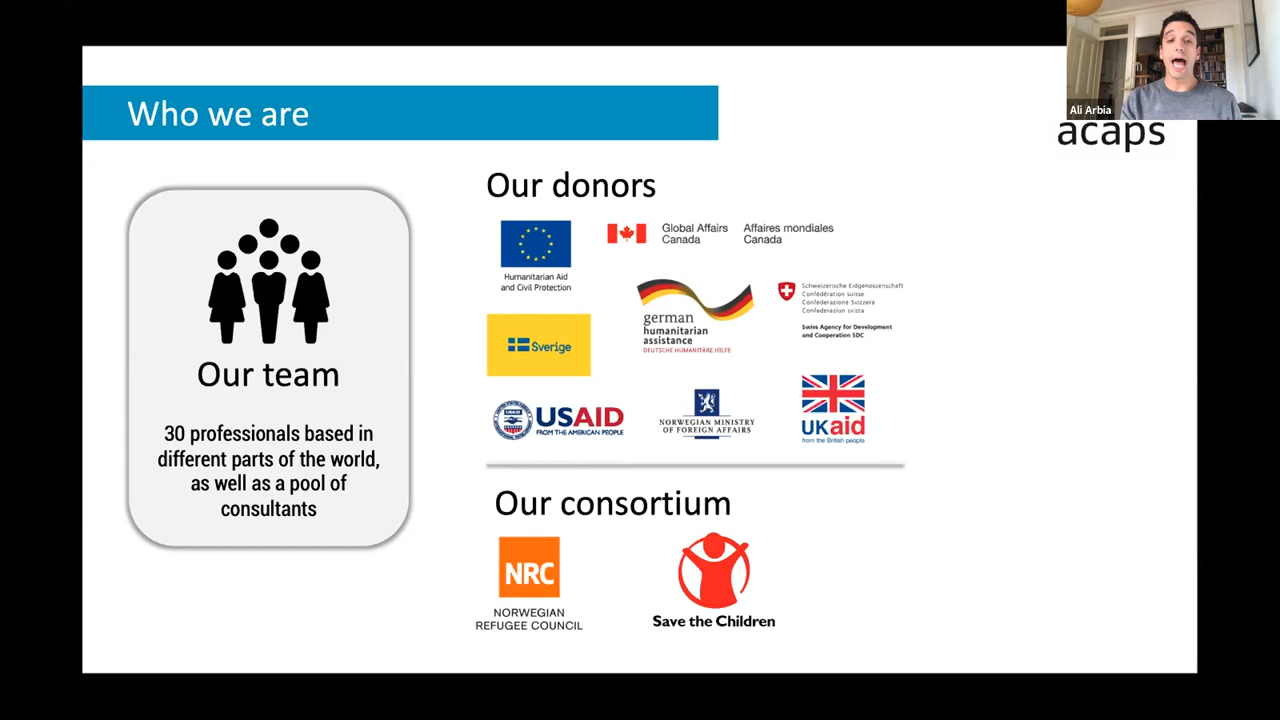 Ali Arbia
acaps
Who we are
Our team
30 professionals based in
different parts of the world,
as well as a pool of
consultants
Our donors
Humanitarian Aid
and Civil Protection
Global Affairs
Canada
Affaires mondiales
Canada
german
humanitarian
assistance
DEUTSCHE HUMANITÄRE HILFE
Schweizerische Eidgenossenschaft
Confédération suisse
Confederazione Svizzera
Confederaziun svizra
Swiss Agency for Development
and Cooperation SDC
Sverige
USAID
USAID
FROM THE AMERICAN PEOPLE
NORWEGIAN MINISTRY
OF FOREIGN AFFAIRS
UKaid
from the British people
Our consortium
NRC
NORWEGIAN
REFUGEE COUNCIL
Save the Children